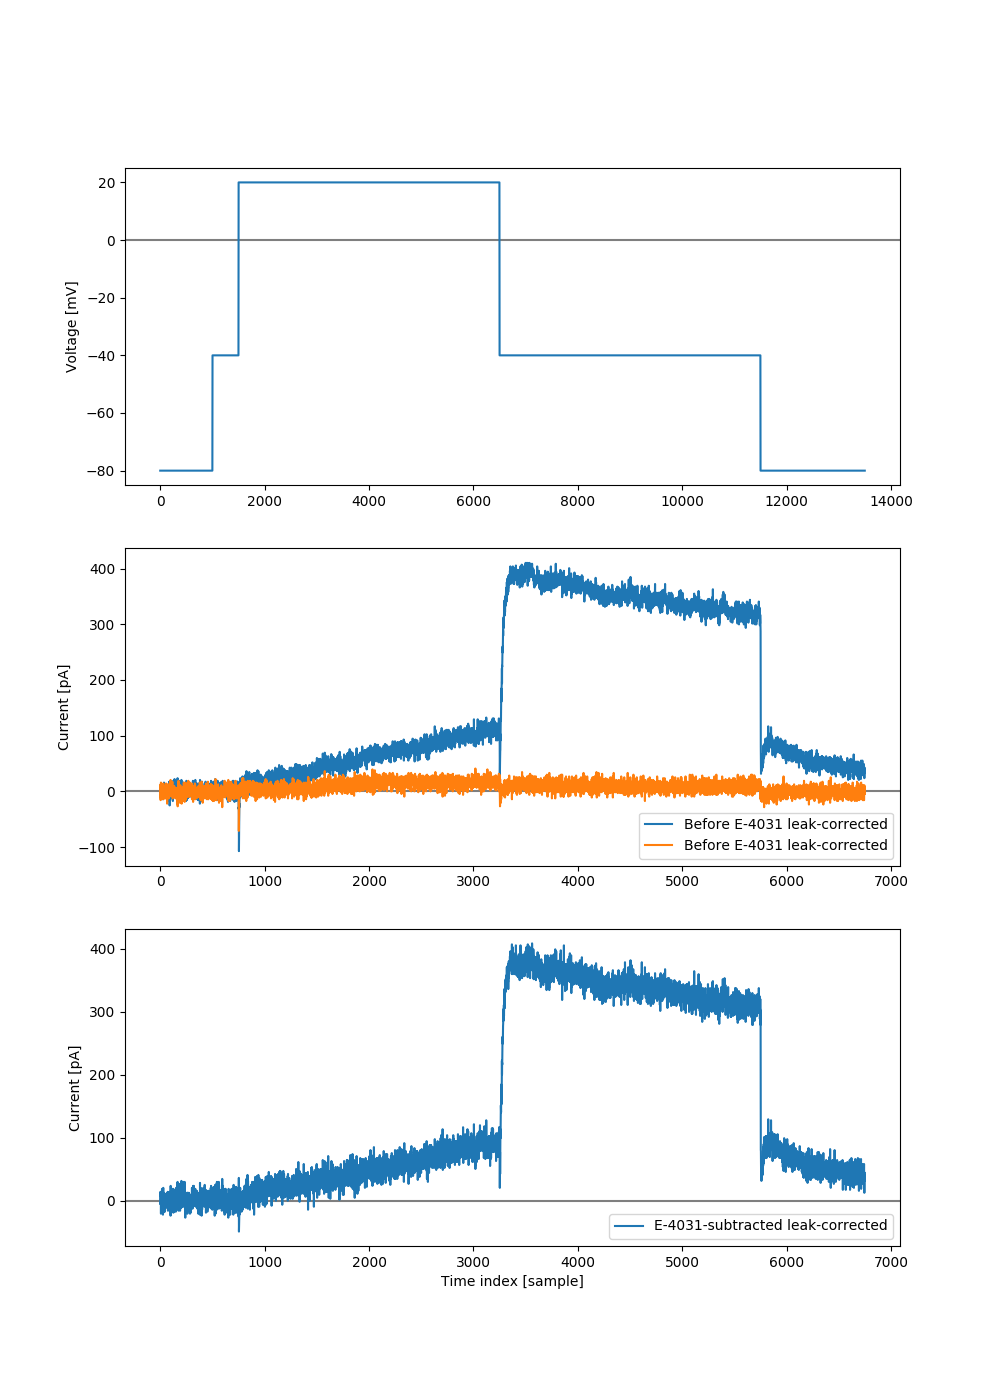 20
0
−20
−40
−60
−80
Voltage [mV]
0 2000 4000 6000 8000 10000 12000 14000
400
300
200
100
0
−100
Current [pA]
Before E-4031 leak-corrected
Before E-4031 leak-corrected
0 1000 2000 3000 4000 5000 6000 7000
400
300
200
100
0
Current [pA]
E-4031-subtracted leak-corrected
0 1000 2000 3000 4000 5000 6000 7000
Time index [sample]